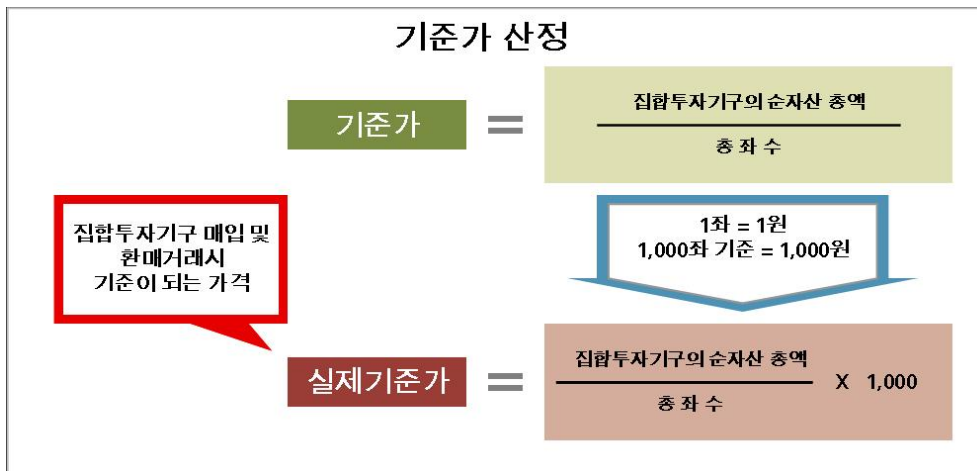 기준가 산정
기준가
=
집합투자기구의 순자산 총액
총 좌 수
집합투자기구 매입 및
환매거래시
기준이 되는 가격
1좌 = 1원
1,000좌 기준 = 1,000원
실제기준가
=
집합투자기구의 순자산 총액
총 좌 수
X 1,000